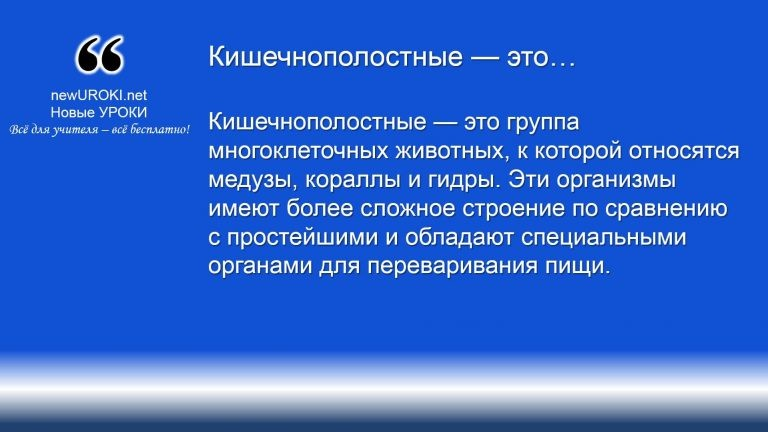 ❝
newUROKI.net
Новые УРОКИ
Всё для учителя – всё бесплатно!
Кишечнополостные — это…
Кишечнополостные — это группа
многоклеточных животных, к которой относятся
медузы, кораллы и гидры. Эти организмы
имеют более сложное строение по сравнению
с простейшими и обладают специальными
органами для переваривания пищи.